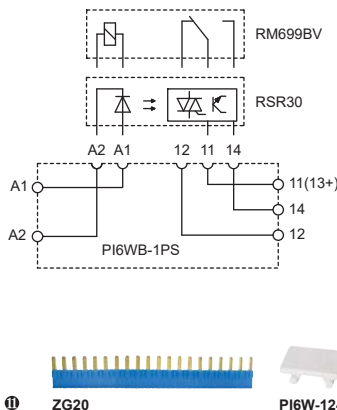 RM699BV
RSR30
A2 A1 12 11 14
A1
11(13+)
14
A2
12
PI6WB-1PS
⓫ ZG20